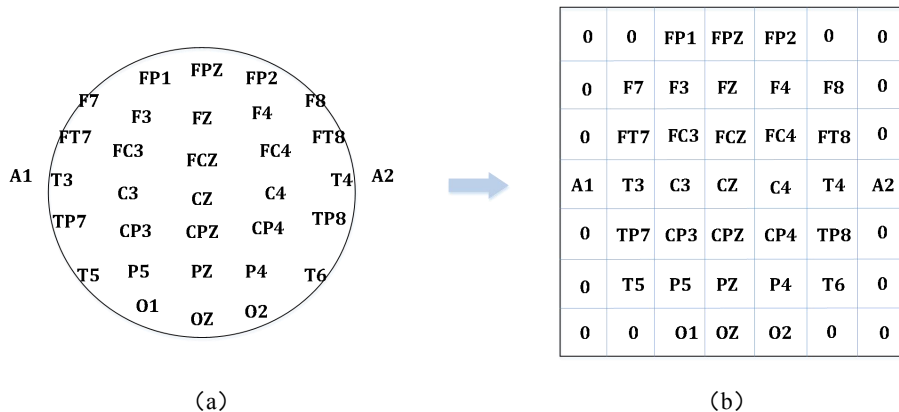 FP1 FPZ FP2
F7 F3 FZ F4 F8
FT7 FC3 FCZ FC4 FT8
A1 T3 C3 CZ C4 T4 A2
TP7 CP3 CPZ CP4 TP8
T5 P5 PZ P4 T6
O1 OZ O2
(a)
0 0 FP1 FPZ FP2 0 0
0 F7 F3 FZ F4 F8 0
0 FT7 FC3 FCZ FC4 FT8 0
A1 T3 C3 CZ C4 T4 A2
0 TP7 CP3 CPZ CP4 TP8 0
0 T5 P5 PZ P4 T6 0
0 0 O1 OZ O2 0 0
(b)